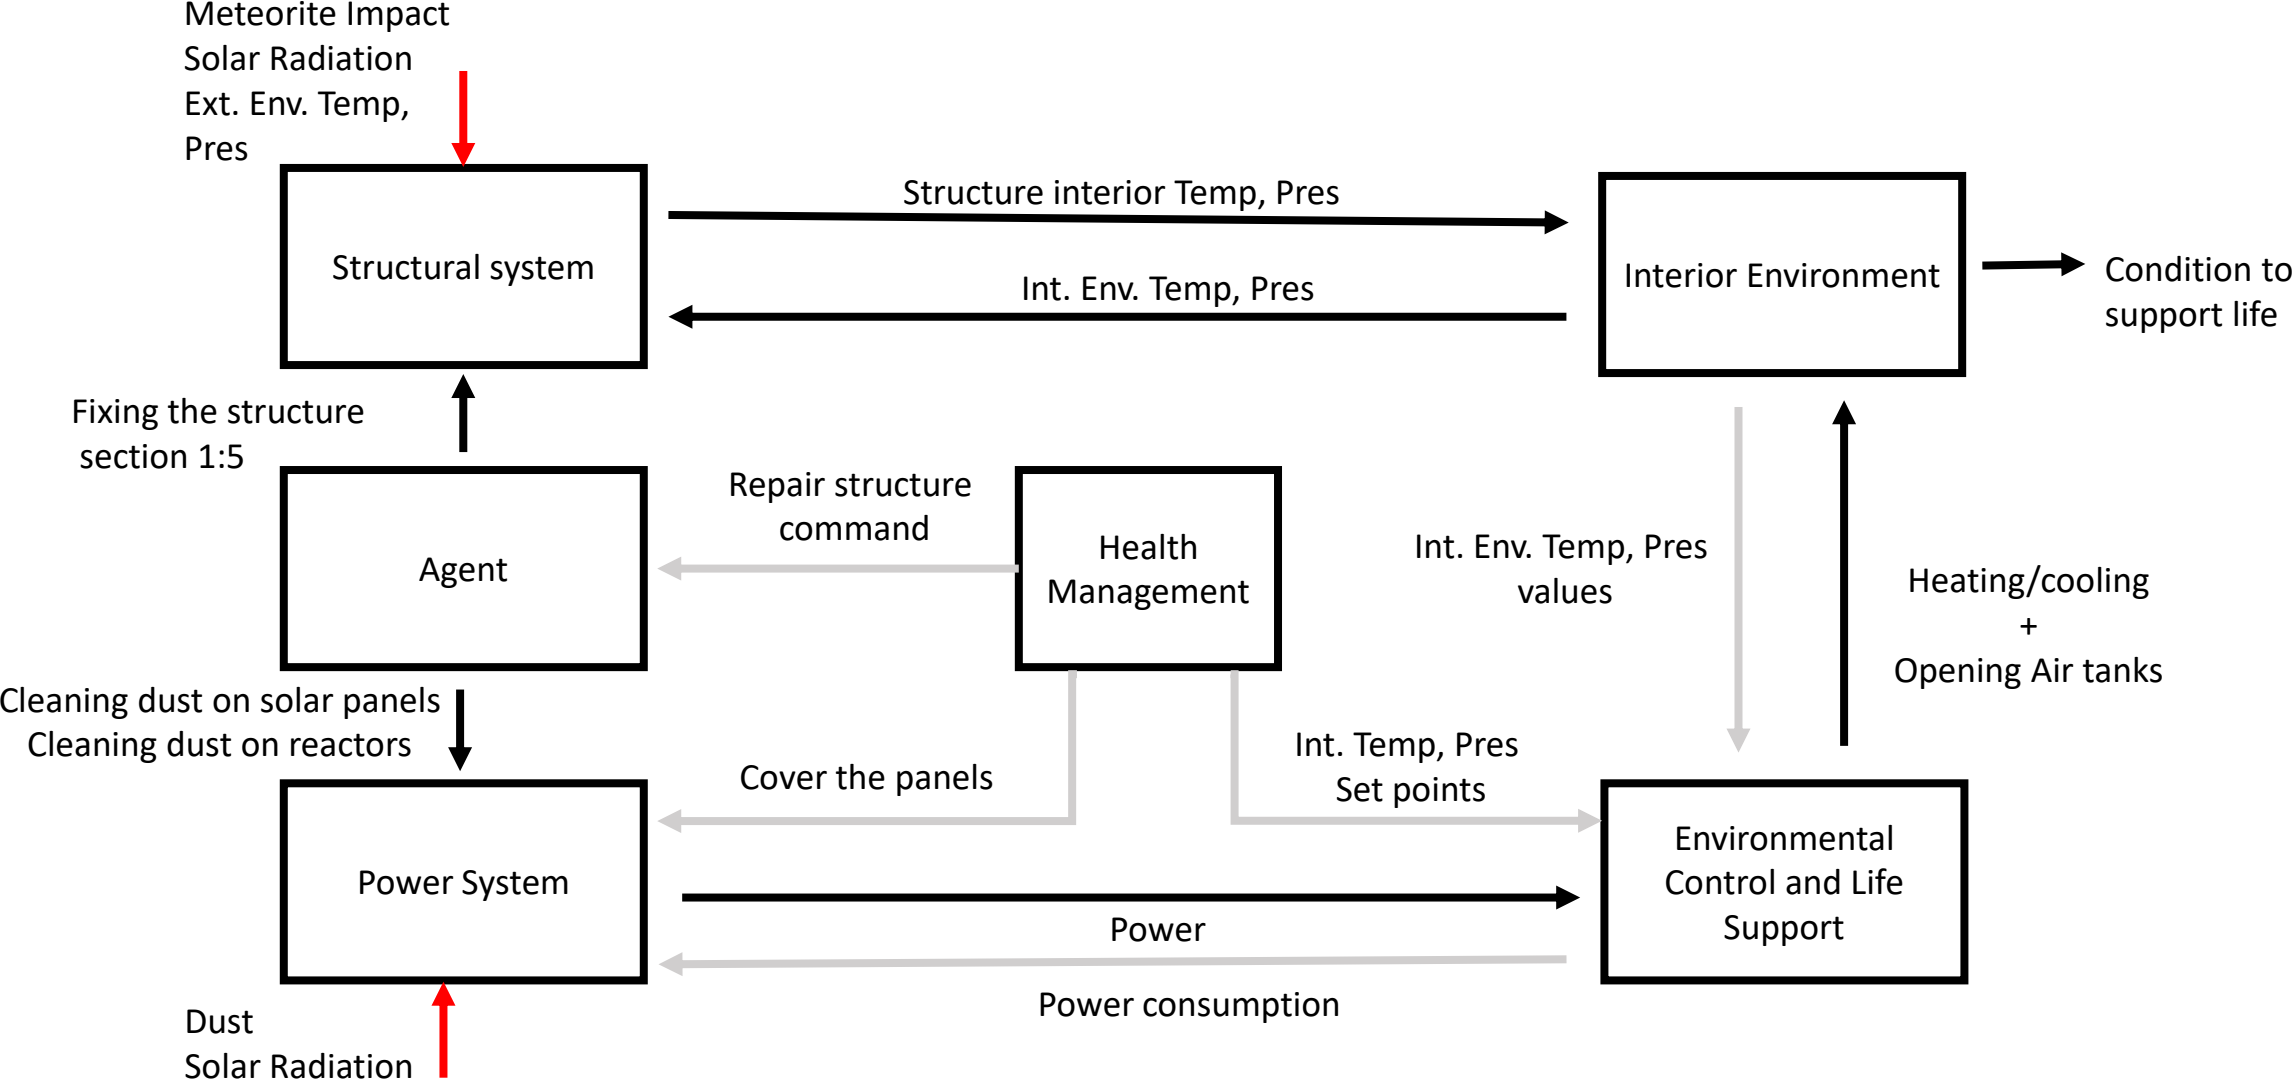 Meteorite Impact
Solar Radiation
Ext. Env. Temp,
Pres
Structure interior Temp, Pres
Structural system
Int. Env. Temp, Pres
Interior Environment
Condition to
support life
Fixing the structure
section 1:5
Repair structure
command
Agent
Health
Management
Int. Env. Temp, Pres
values
Heating/cooling
+
Opening Air tanks
Cleaning dust on solar panels
Cleaning dust on reactors
Cover the panels
Int. Temp, Pres
Set points
Power System
Environmental
Control and Life
Support
Power
Power consumption
Dust
Solar Radiation